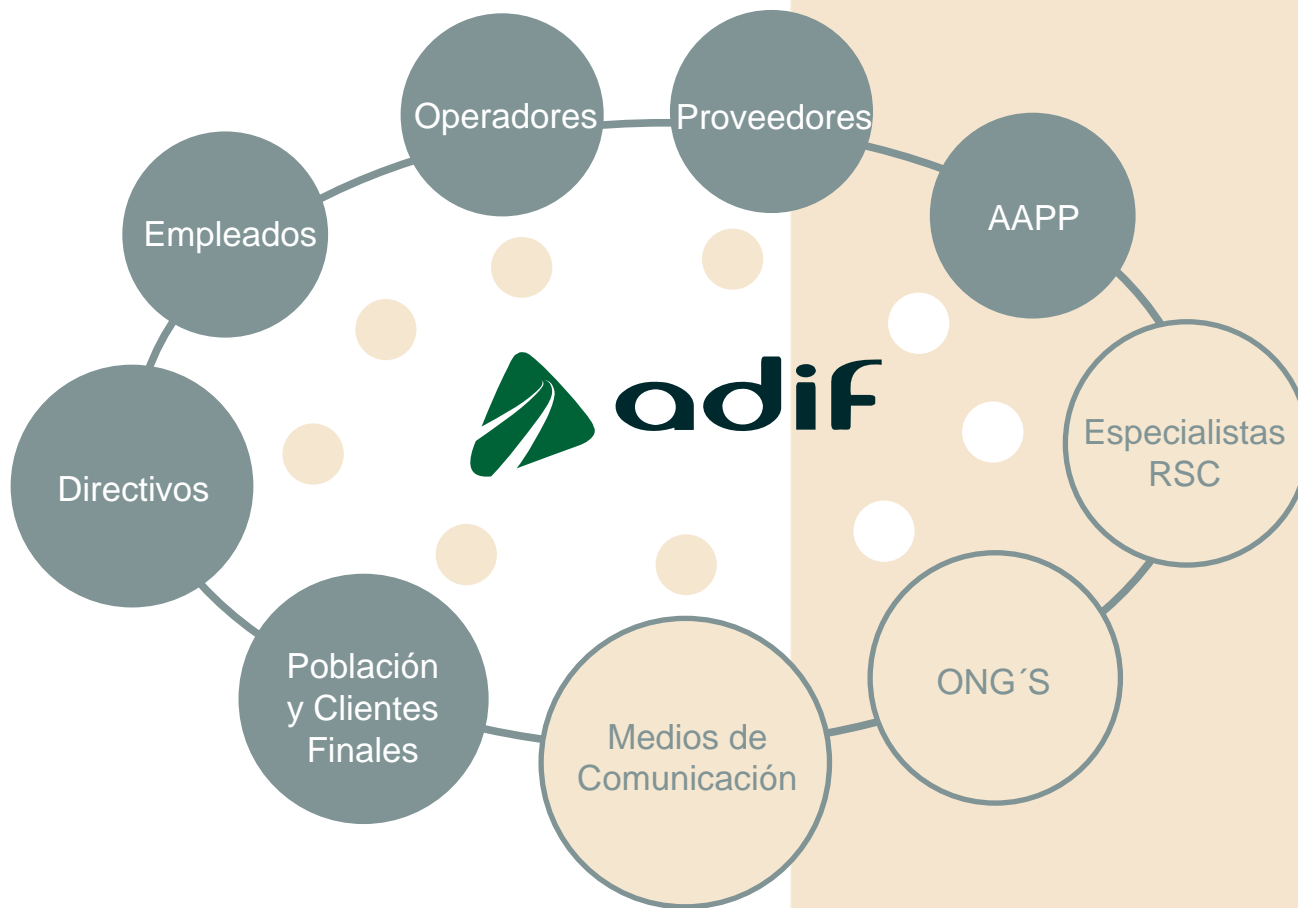 Operadores
Proveedores
AAPP
Empleados
adif
Especialistas
RSC
Directivos
Población
y Clientes
Finales
ONG´S
Medios de
Comunicación